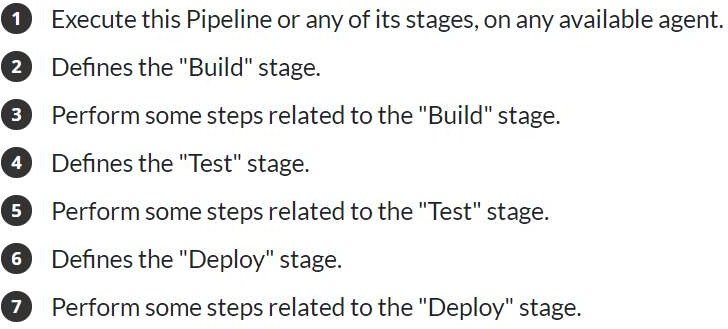 1 Execute this Pipeline or any of its stages, on any available agent.
2 Defines the "Build" stage.
3 Perform some steps related to the "Build" stage.
4 Defines the "Test" stage.
5 Perform some steps related to the "Test" stage.
6 Defines the "Deploy" stage.
7 Perform some steps related to the "Deploy" stage.